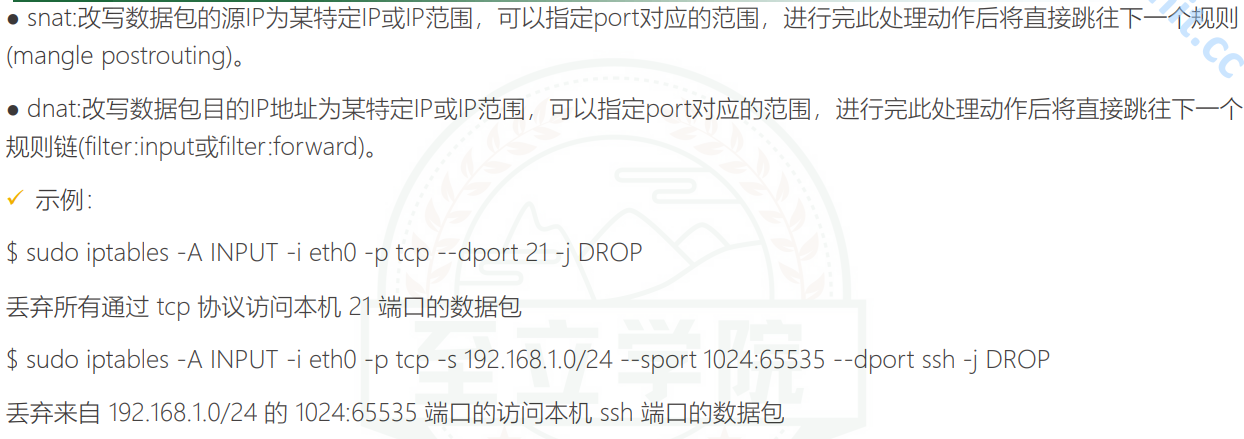 ● snat:改写数据包的源IP为某特定IP或IP范围，可以指定port对应的范围，进行完此处理动作后将直接跳往下一个规则
(mangle postrouting)。
● dnat:改写数据包目的IP地址为某特定IP或IP范围，可以指定port对应的范围，进行完此处理动作后将直接跳往下一个
规则链(filter:input或filter:forward)。
✓ 示例：
$ sudo iptables -A INPUT -i eth0 -p tcp --dport 21 -j DROP
丢弃所有通过 tcp 协议访问本机 21 端口的数据包
$ sudo iptables -A INPUT -i eth0 -p tcp -s 192.168.1.0/24 --sport 1024:65535 --dport ssh -j DROP
丢弃来自 192.168.1.0/24 的 1024:65535 端口的访问本机 ssh 端口的数据包
至立学院